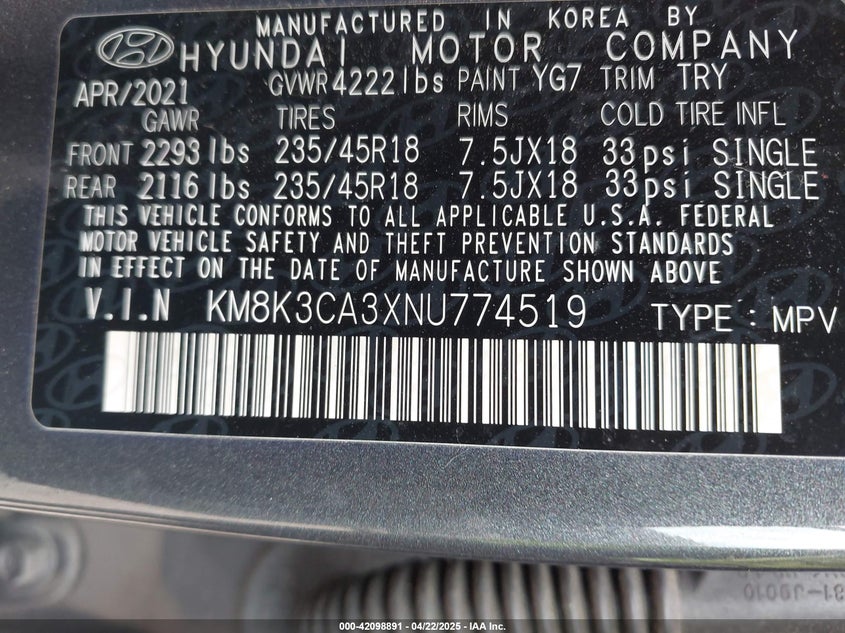 MANUFACTURED IN KOREA BY
HYUNDAI MOTOR COMPANY
APR/2021 GVWR 4222 lbs PAINT YG7 TRIM TRY
GAWR TIRES RIMS COLD TIRE INFL
FRONT 2293 lbs 235/45R18 7.5JX18 33psi SINGLE
REAR 2116 lbs 235/45R18 7.5JX18 33psi SINGLE
THIS VEHICLE CONFORMS TO ALL APPLICABLE U.S.A. FEDERAL
MOTOR VEHICLE SAFETY AND THEFT PREVENTION STANDARDS
IN EFFECT ON THE DATE OF MANUFACTURE SHOWN ABOVE
V.I.N KM8K3CA3XNU774519 TYPE : MPV
000-42098891 - 04/22/2025 - IAA Inc.